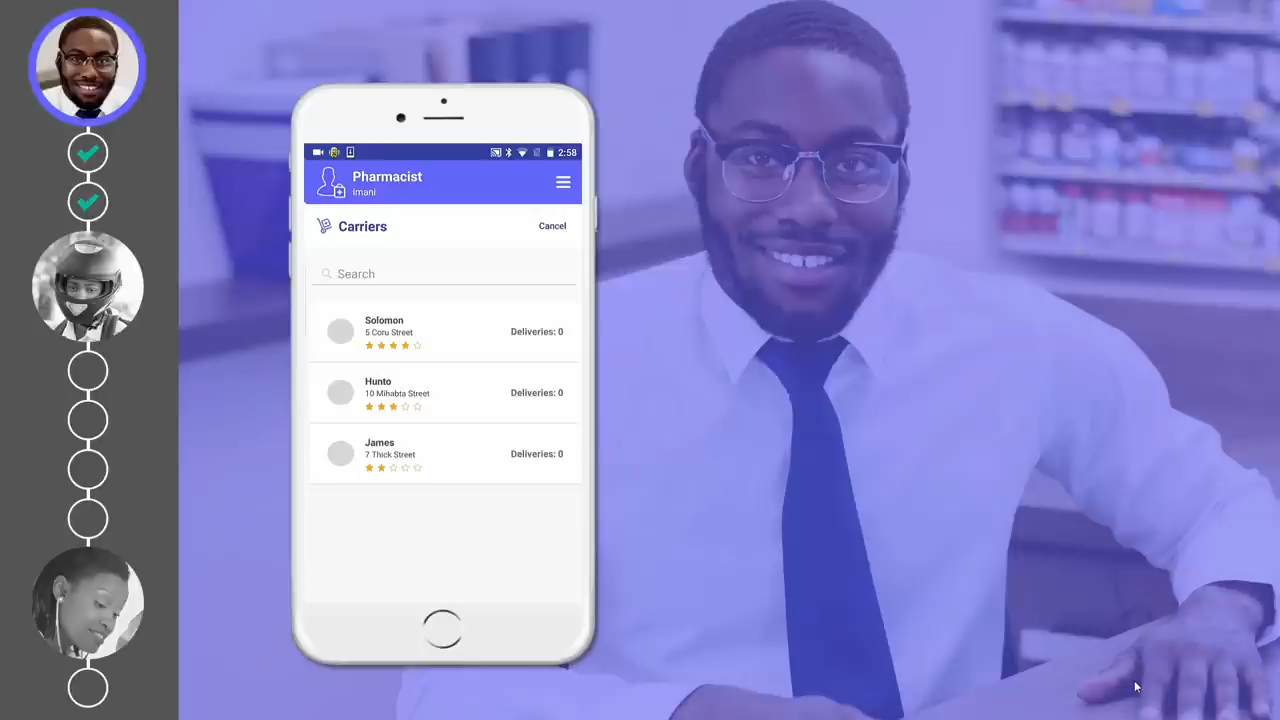 2:58
Pharmacist
Imani
Carriers
Cancel
Search
Solomon
5 Coru Street
Deliveries: 0
Hunto
10 Mihabta Street
Deliveries: 0
James
7 Thick Street
Deliveries: 0